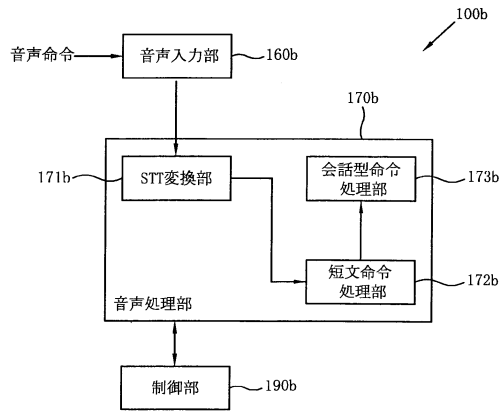 100b
音声命令
音声入力部
160b
170b
171b
STT変換部
会話型命令
処理部
173b
短文命令
処理部
172b
音声処理部
制御部
190b